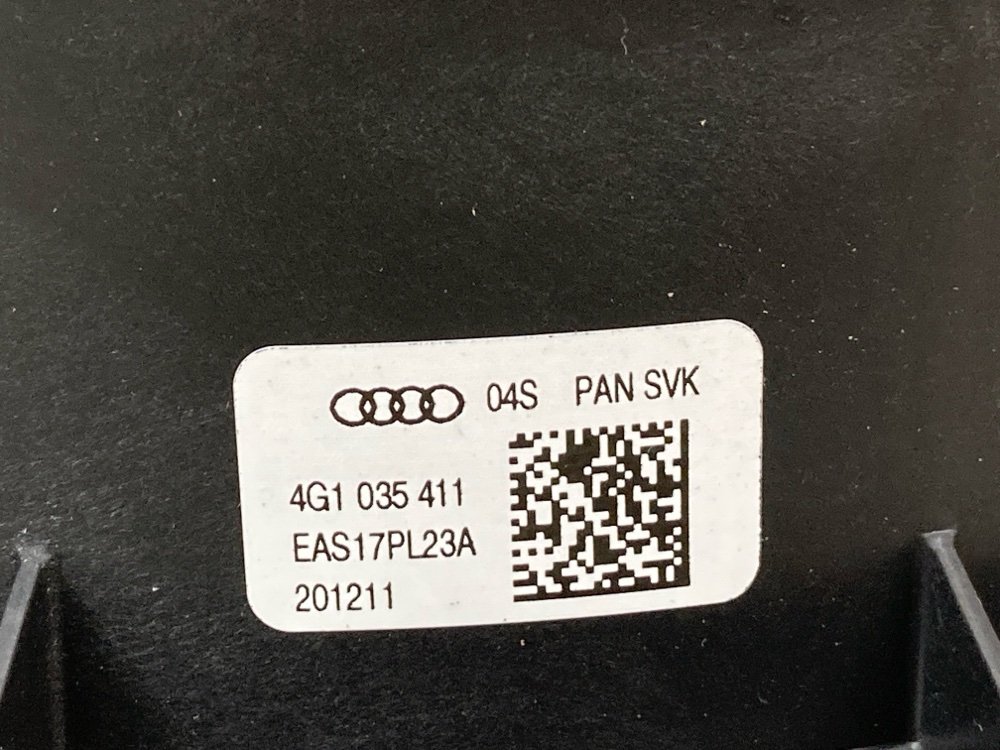 04S PAN SVK
4G1 035 411
EAS17PL23A
201211